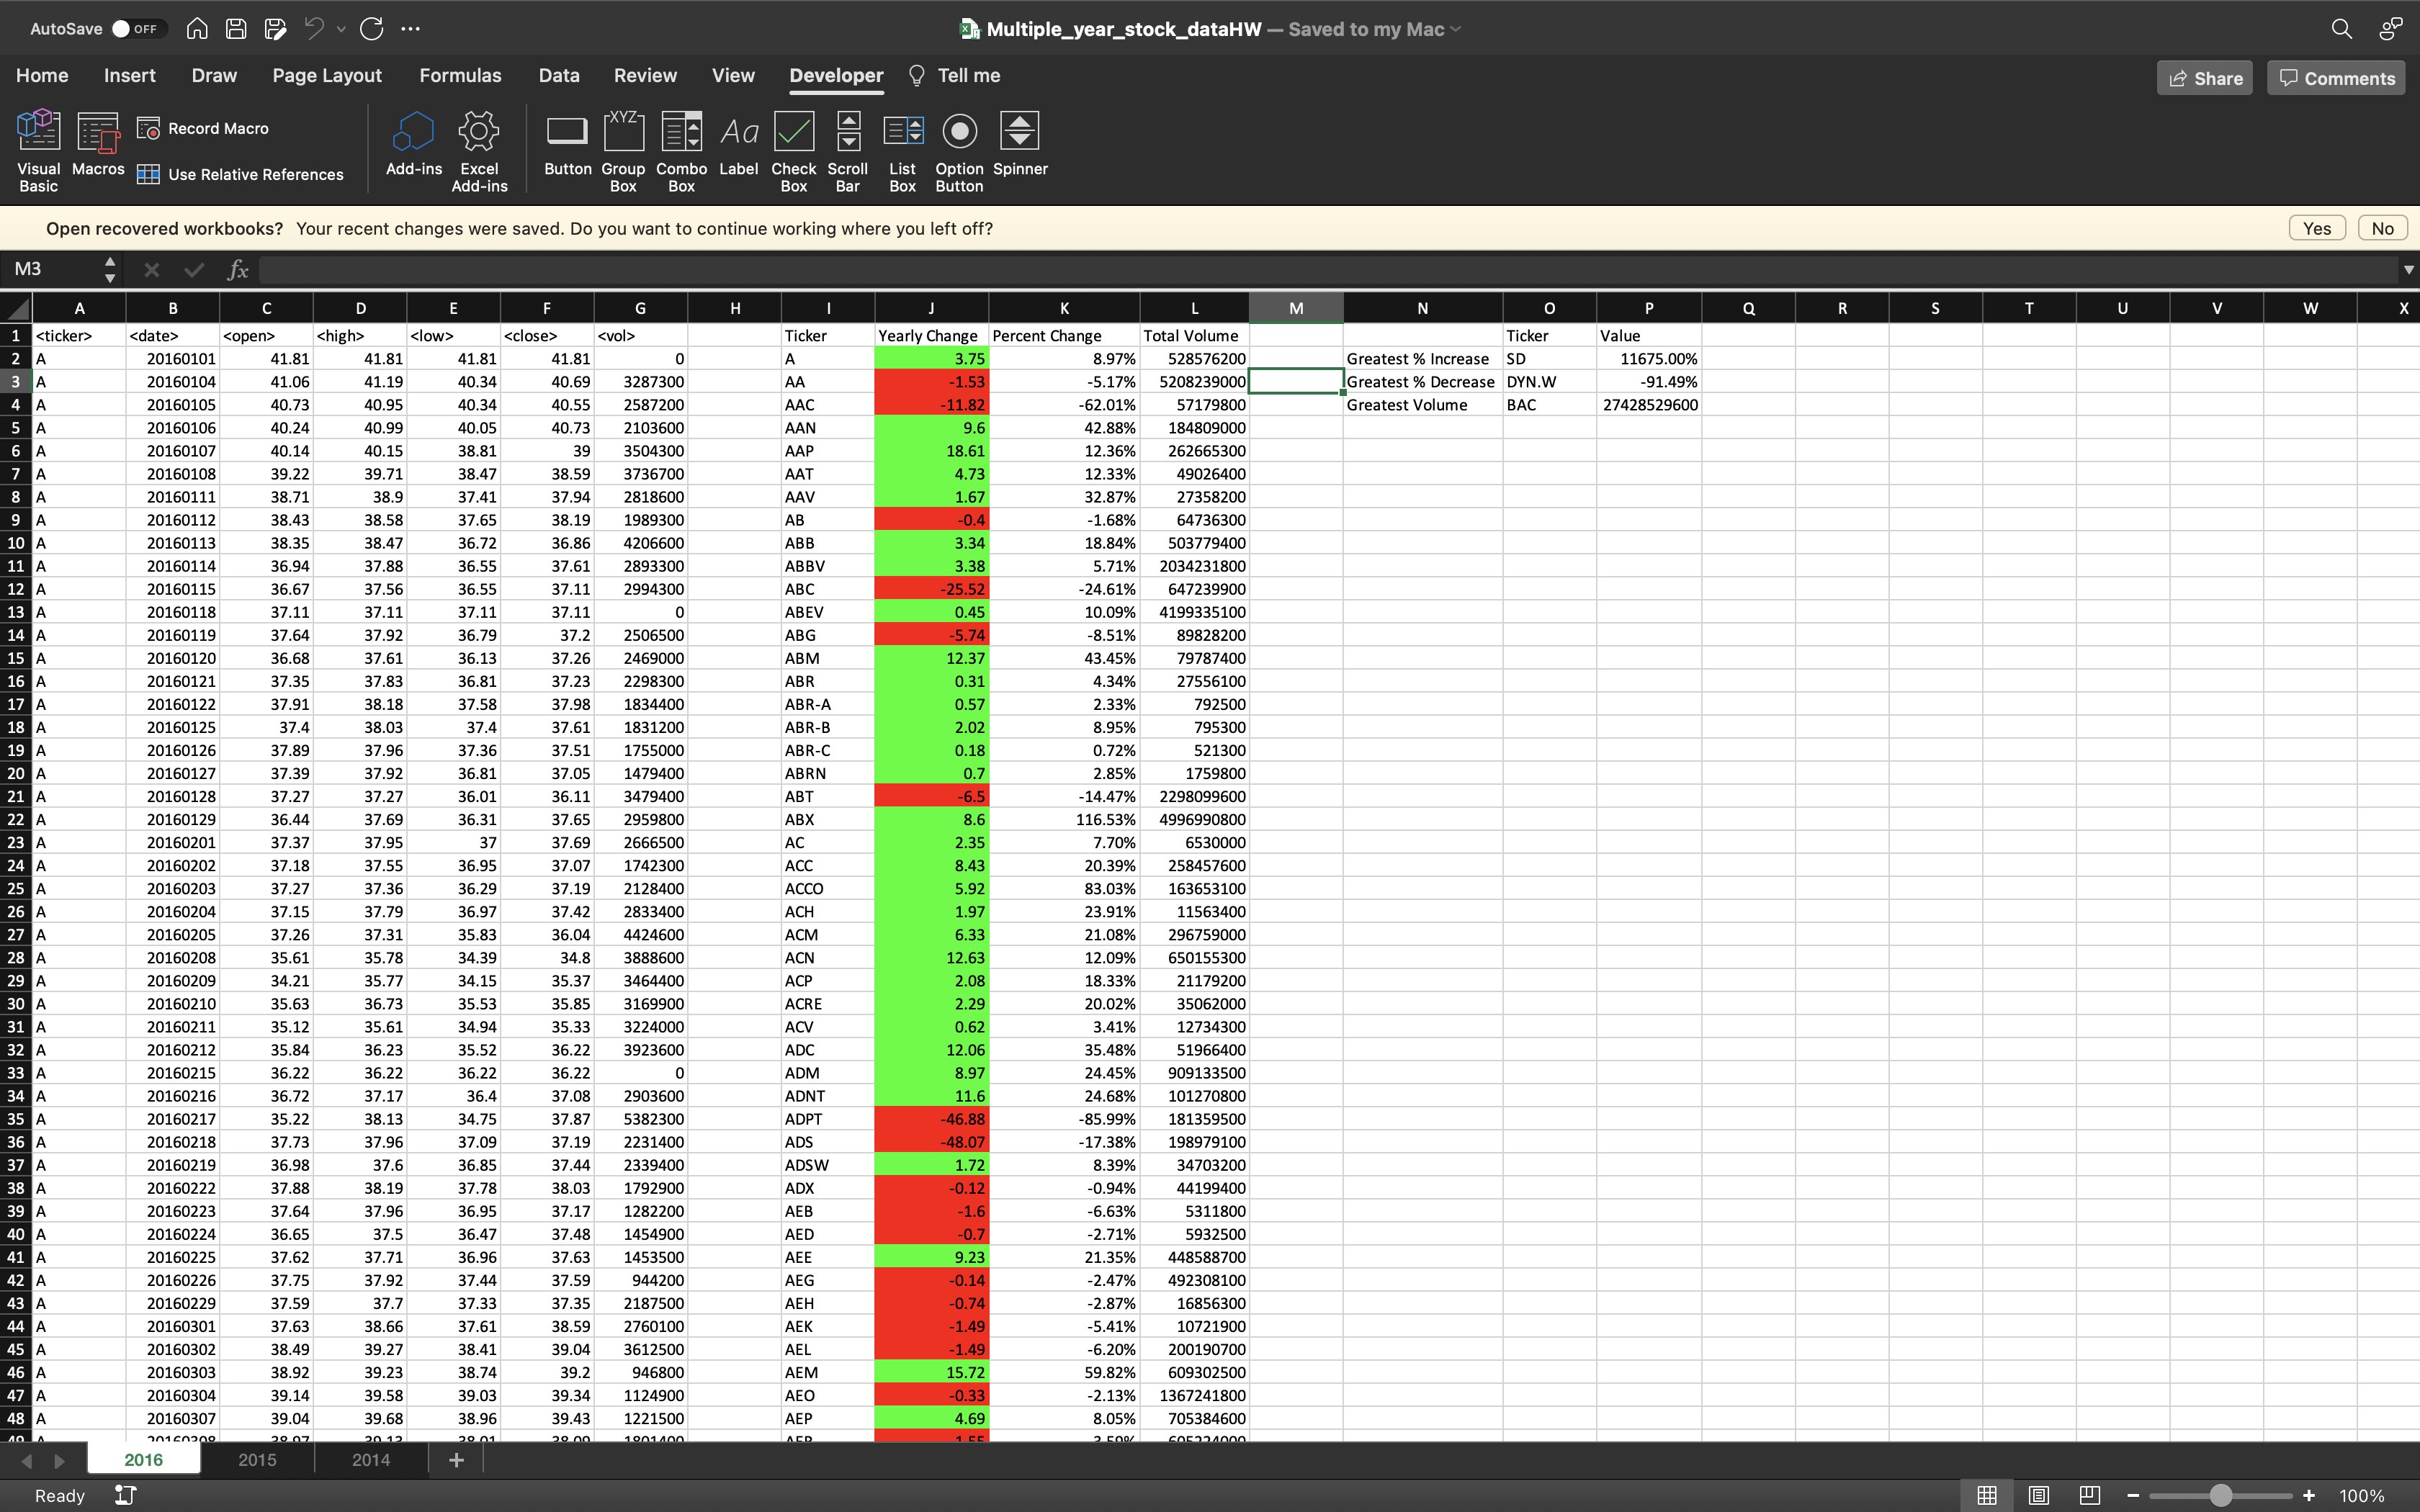 AutoSave OFF Multiple_year_stock_dataHW — Saved to my Mac
Home Insert Draw Page Layout Formulas Data Review View Developer Tell me Share Comments
Visual Basic Macros Record Macro Use Relative References Add-ins Excel Add-ins Button XYZ Group Box Combo Box Aa Label Check Box Scroll Bar List Box Option Button Spinner
Open recovered workbooks? Your recent changes were saved. Do you want to continue working where you left off? Yes No
M3 fx
A B C D E F G H I J K L M N O P Q R S T U V W X
1 <ticker> <date> <open> <high> <low> <close> <vol> Ticker Yearly Change Percent Change Total Volume Ticker Value
2 A 20160101 41.81 41.81 41.81 41.81 0 A 3.75 8.97% 528576200 Greatest % Increase SD 11675.00%
3 A 20160104 41.06 41.19 40.34 40.69 3287300 AA -1.53 -5.17% 5208239000 Greatest % Decrease DYN.W -91.49%
4 A 20160105 40.73 40.95 40.34 40.55 2587200 AAC -11.82 -62.01% 57179800 Greatest Volume BAC 27428529600
5 A 20160106 40.24 40.99 40.05 40.73 2103600 AAN 9.6 42.88% 184809000
6 A 20160107 40.14 40.15 38.81 39 3504300 AAP 18.61 12.36% 262665300
7 A 20160108 39.22 39.71 38.47 38.59 3736700 AAT 4.73 12.33% 49026400
8 A 20160111 38.71 38.9 37.41 37.94 2818600 AAV 1.67 32.87% 27358200
9 A 20160112 38.43 38.58 37.65 38.19 1989300 AB -0.4 -1.68% 64736300
10 A 20160113 38.35 38.47 36.72 36.86 4206600 ABB 3.34 18.84% 503779400
11 A 20160114 36.94 37.88 36.55 37.61 2893300 ABBV 3.38 5.71% 2034231800
12 A 20160115 36.67 37.56 36.55 37.11 2994300 ABC -25.52 -24.61% 647239900
13 A 20160118 37.11 37.11 37.11 37.11 0 ABEV 0.45 10.09% 4199335100
14 A 20160119 37.64 37.92 36.79 37.2 2506500 ABG -5.74 -8.51% 89828200
15 A 20160120 36.68 37.61 36.13 37.26 2469000 ABM 12.37 43.45% 79787400
16 A 20160121 37.35 37.83 36.81 37.23 2298300 ABR 0.31 4.34% 27556100
17 A 20160122 37.91 38.18 37.58 37.98 1834400 ABR-A 0.57 2.33% 792500
18 A 20160125 37.4 38.03 37.4 37.61 1831200 ABR-B 2.02 8.95% 795300
19 A 20160126 37.89 37.96 37.36 37.51 1755000 ABR-C 0.18 0.72% 521300
20 A 20160127 37.39 37.92 36.81 37.05 1479400 ABRN 0.7 2.85% 1759800
21 A 20160128 37.27 37.27 36.01 36.11 3479400 ABT -6.5 -14.47% 2298099600
22 A 20160129 36.44 37.69 36.31 37.65 2959800 ABX 8.6 116.53% 4996990800
23 A 20160201 37.37 37.95 37 37.69 2666500 AC 2.35 7.70% 6530000
24 A 20160202 37.18 37.55 36.95 37.07 1742300 ACC 8.43 20.39% 258457600
25 A 20160203 37.27 37.36 36.29 37.19 2128400 ACCO 5.92 83.03% 163653100
26 A 20160204 37.15 37.79 36.97 37.42 2833400 ACH 1.97 23.91% 11563400
27 A 20160205 37.26 37.31 35.83 36.04 4424600 ACM 6.33 21.08% 296759000
28 A 20160208 35.61 35.78 34.39 34.8 3888600 ACN 12.63 12.09% 650155300
29 A 20160209 34.21 35.77 34.15 35.37 3464400 ACP 2.08 18.33% 21179200
30 A 20160210 35.63 36.73 35.53 35.85 3169900 ACRE 2.29 20.02% 35062000
31 A 20160211 35.12 35.61 34.94 35.33 3224000 ACV 0.62 3.41% 12734300
32 A 20160212 35.84 36.23 35.52 36.22 3923600 ADC 12.06 35.48% 51966400
33 A 20160215 36.22 36.22 36.22 36.22 0 ADM 8.97 24.45% 909133500
34 A 20160216 36.72 37.17 36.4 37.08 2903600 ADNT 11.6 24.68% 101270800
35 A 20160217 35.22 38.13 34.75 37.87 5382300 ADPT -46.88 -85.99% 181359500
36 A 20160218 37.73 37.96 37.09 37.19 2231400 ADS -48.07 -17.38% 198979100
37 A 20160219 36.98 37.6 36.85 37.44 2339400 ADSW 1.72 8.39% 34703200
38 A 20160222 37.88 38.19 37.78 38.03 1792900 ADX -0.12 -0.94% 44199400
39 A 20160223 37.64 37.96 36.95 37.17 1282200 AEB -1.6 -6.63% 5311800
40 A 20160224 36.65 37.5 36.47 37.48 1454900 AED -0.7 -2.71% 5932500
41 A 20160225 37.62 37.71 36.96 37.63 1453500 AEE 9.23 21.35% 448588700
42 A 20160226 37.75 37.92 37.44 37.59 944200 AEG -0.14 -2.47% 492308100
43 A 20160229 37.59 37.7 37.33 37.35 2187500 AEH -0.74 -2.87% 16856300
44 A 20160301 37.63 38.66 37.61 38.59 2760100 AEK -1.49 -5.41% 10721900
45 A 20160302 38.49 39.27 38.41 39.04 3612500 AEL -1.49 -6.20% 200190700
46 A 20160303 38.92 39.23 38.74 39.2 946800 AEM 15.72 59.82% 609302500
47 A 20160304 39.14 39.58 39.03 39.34 1124900 AEO -0.33 -2.13% 1367241800
48 A 20160307 39.04 39.68 38.96 39.43 1221500 AEP 4.69 8.05% 705384600
2016 2015 2014 +
Ready 100%